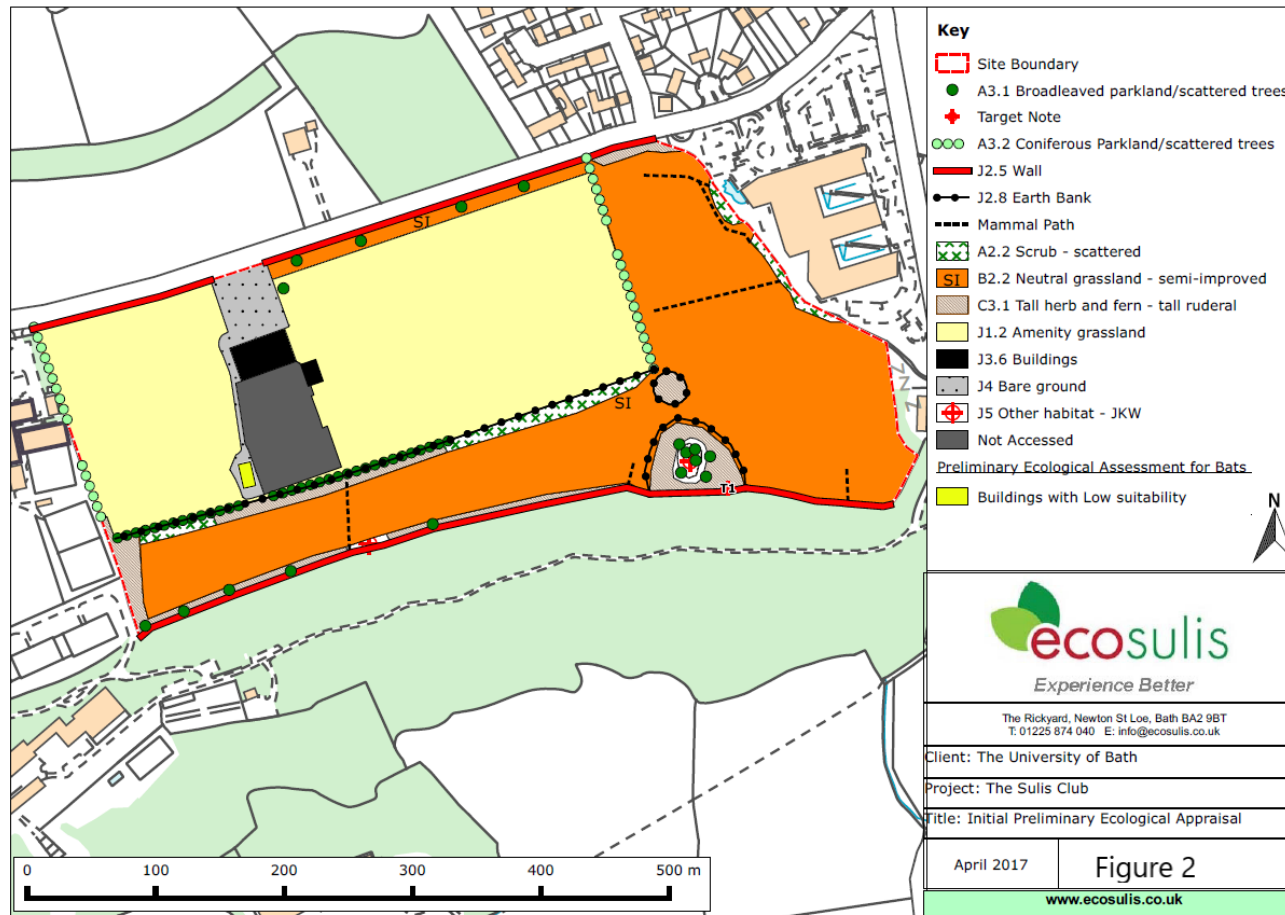 SI
SI
T1
0 100 200 300 400 500 m
Key
Site Boundary
A3.1 Broadleaved parkland/scattered trees
Target Note
A3.2 Coniferous Parkland/scattered trees
J2.5 Wall
J2.8 Earth Bank
Mammal Path
A2.2 Scrub - scattered
SI B2.2 Neutral grassland - semi-improved
C3.1 Tall herb and fern - tall ruderal
J1.2 Amenity grassland
J3.6 Buildings
J4 Bare ground
J5 Other habitat - JKW
Not Accessed
Preliminary Ecological Assessment for Bats
Buildings with Low suitability
N
ecosulis
Experience Better
The Rickyard, Newton St Loe, Bath BA2 9BT
T: 01225 874 040 E: info@ecosulis.co.uk
Client: The University of Bath
Project: The Sulis Club
Title: Initial Preliminary Ecological Appraisal
April 2017
Figure 2
www.ecosulis.co.uk